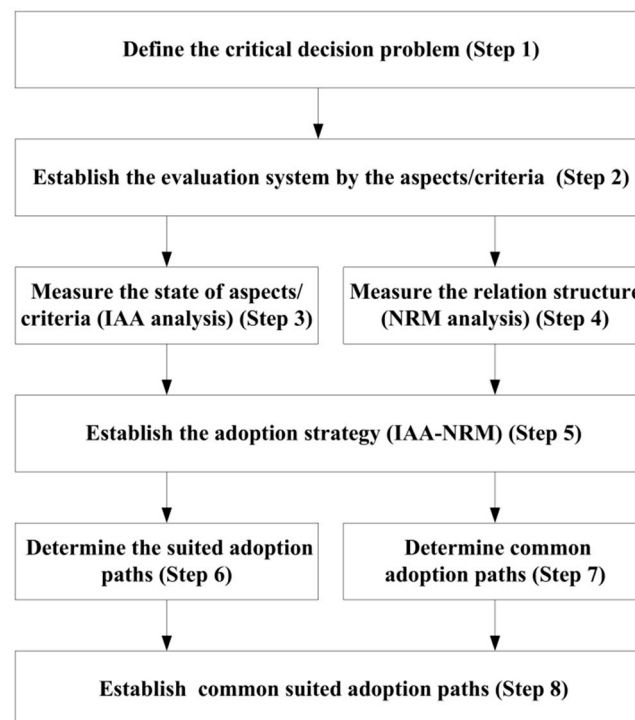 Define the critical decision problem (Step 1)
Establish the evaluation system by the aspects/criteria (Step 2)
Measure the state of aspects/
criteria (IAA analysis) (Step 3)
Measure the relation structure
(NRM analysis) (Step 4)
Establish the adoption strategy (IAA-NRM) (Step 5)
Determine the suited adoption
paths (Step 6)
Determine common
adoption paths (Step 7)
Establish common suited adoption paths (Step 8)